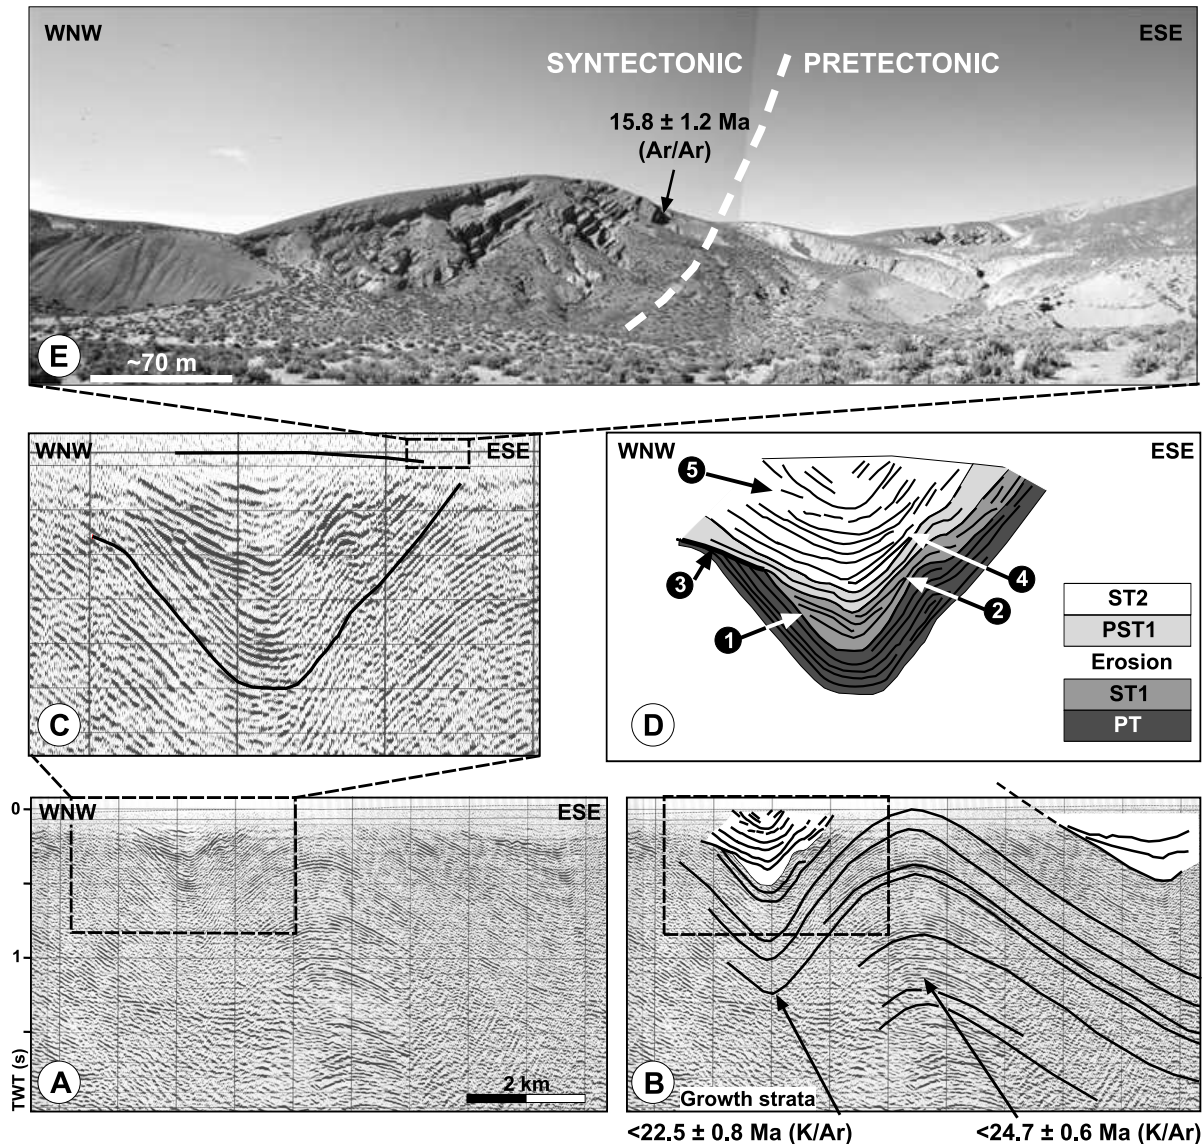 WNW
ESE
SYNTECTONIC PRETECTONIC
15.8 ± 1.2 Ma
(Ar/Ar)
E
~70 m
WNW
ESE
C
WNW
ESE
5
4
3
2
1
ST2
PST1
Erosion
ST1
PT
D
WNW
ESE
0
1
TWT (s)
A
2 km
B
Growth strata
<22.5 ± 0.8 Ma (K/Ar)
<24.7 ± 0.6 Ma (K/Ar)